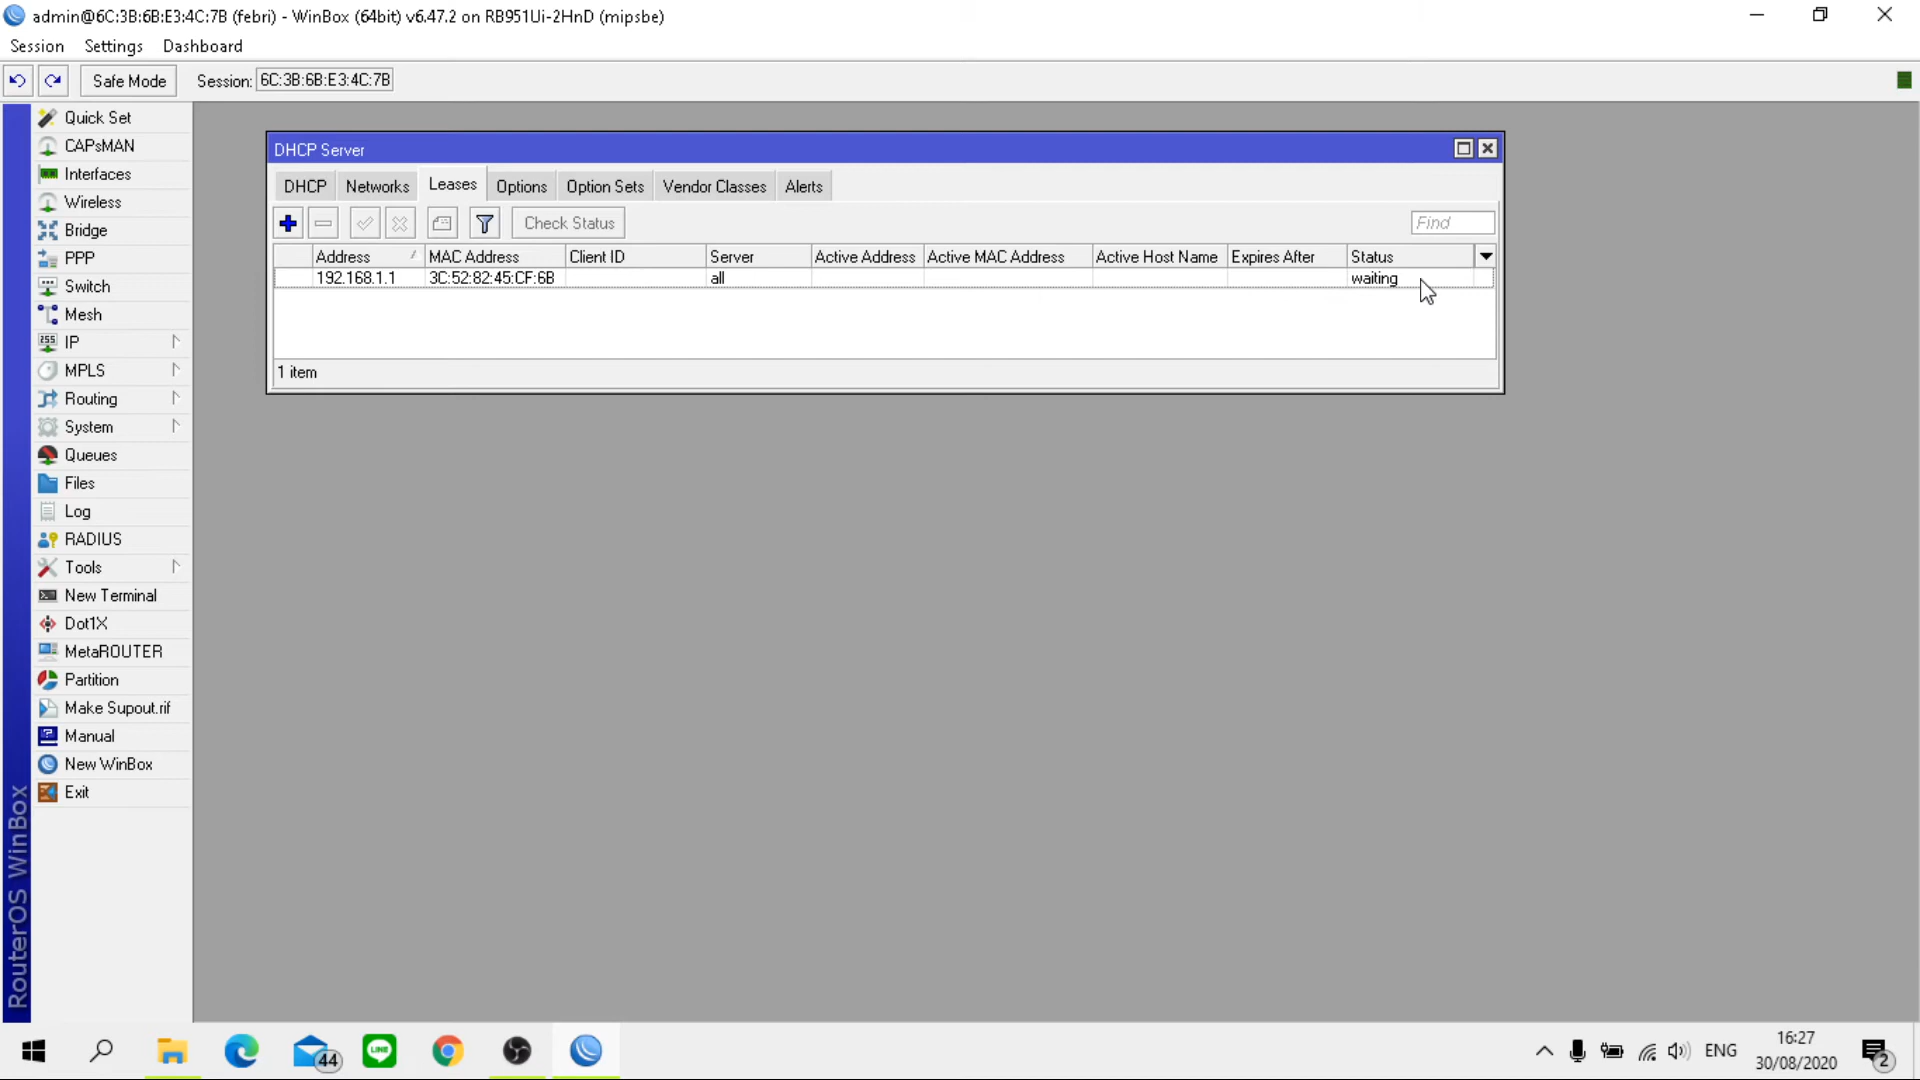 admin@6C:3B:6B:E3:4C:7B (febri) - WinBox (64bit) v6.47.2 on RB951Ui-2HnD (mipsbe)
Session Settings Dashboard
Safe Mode Session: 6C:3B:6B:E3:4C:7B
Quick Set
CAPsMAN
Interfaces
Wireless
Bridge
PPP
Switch
Mesh
IP
MPLS
Routing
System
Queues
Files
Log
RADIUS
Tools
New Terminal
Dot1X
MetaROUTER
Partition
Make Supout.rif
Manual
New WinBox
Exit
RouterOS WinBox
DHCP Server
DHCP Networks Leases Options Option Sets Vendor Classes Alerts
Check Status Find
Address MAC Address Client ID Server Active Address Active MAC Address Active Host Name Expires After Status
192.168.1.1 3C:52:82:45:CF:6B all waiting
1 item
44
LINE
ENG
16:27
30/08/2020
2